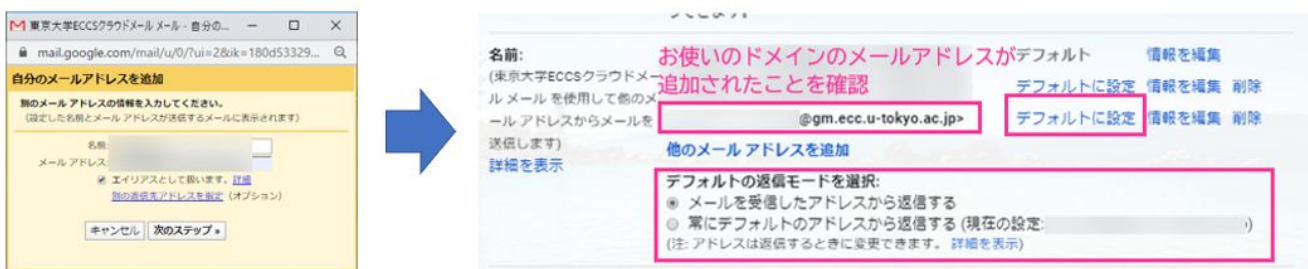 東京大学ECCSクラウドメール メール - 自分の...
mail.google.com/mail/u/0/?ui=2&ik=180d53329...
自分のメールアドレスを追加
別のメール アドレスの情報を入力してください。
(設定した名前とメール アドレスが送信するメールに表示されます)
名前:
メール アドレス:
エイリアスとして扱います。 詳細
別の返信先アドレスを指定 (オプション)
キャンセル 次のステップ »
名前:
(東京大学ECCSクラウドメー
ル メール を使用して他のメ
ール アドレスからメールを
送信します)
詳細を表示
お使いのドメインのメールアドレスが
追加されたことを確認
デフォルト 情報を編集
デフォルトに設定 情報を編集 削除
@gm.ecc.u-tokyo.ac.jp> デフォルトに設定 情報を編集 削除
他のメール アドレスを追加
デフォルトの返信モードを選択:
メールを受信したアドレスから返信する
常にデフォルトのアドレスから返信する (現在の設定: )
(注: アドレスは返信するときに変更できます。 詳細を表示)